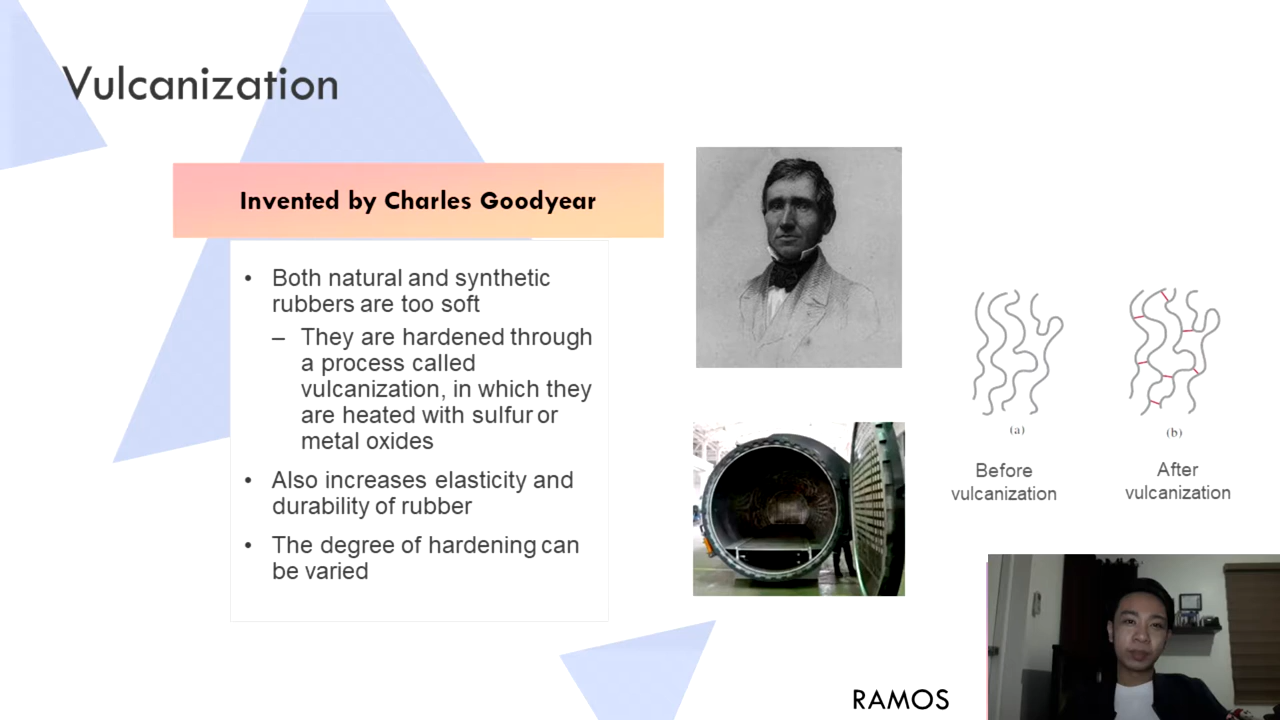 Vulcanization
Invented by Charles Goodyear
• Both natural and synthetic
rubbers are too soft
– They are hardened through
a process called
vulcanization, in which they
are heated with sulfur or
metal oxides
• Also increases elasticity and
durability of rubber
• The degree of hardening can
be varied
(a)
(b)
Before
vulcanization
After
vulcanization
RAMOS